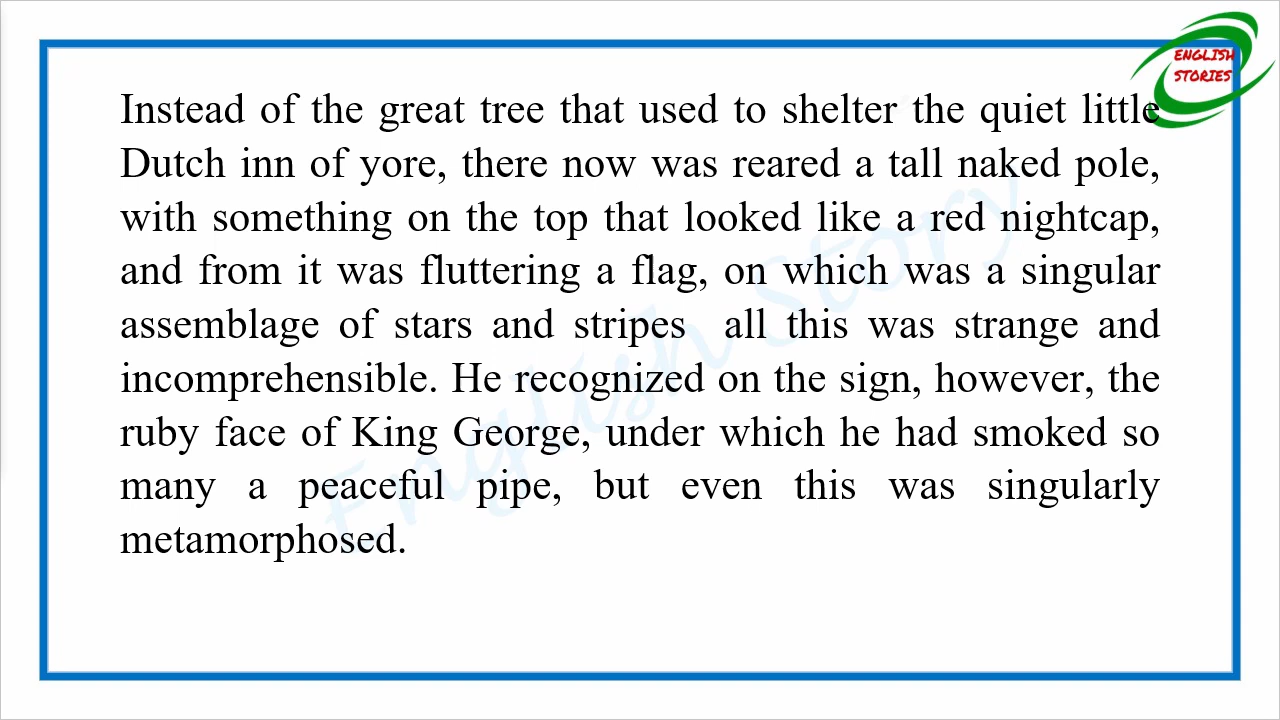 ENGLISH
STORIES
Instead of the great tree that used to shelter the quiet little
Dutch inn of yore, there now was reared a tall naked pole,
with something on the top that looked like a red nightcap,
and from it was fluttering a flag, on which was a singular
assemblage of stars and stripes  all this was strange and
incomprehensible. He recognized on the sign, however, the
ruby face of King George, under which he had smoked so
many a peaceful pipe, but even this was singularly
metamorphosed.
English Story